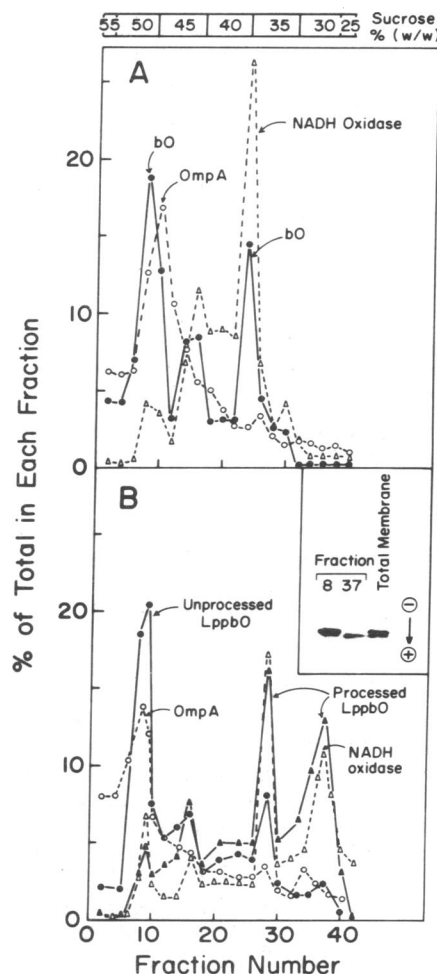 55 50 45 40 35 30 25 Sucrose % (w/w)
A
bO
OmpA
NADH Oxidase
bO
20
10
0
% of Total in Each Fraction
B
Unprocessed LppbO
OmpA
Fraction
8 37
Total Membrane
−
+
Processed LppbO
NADH oxidase
20
10
0
0 10 20 30 40
Fraction Number